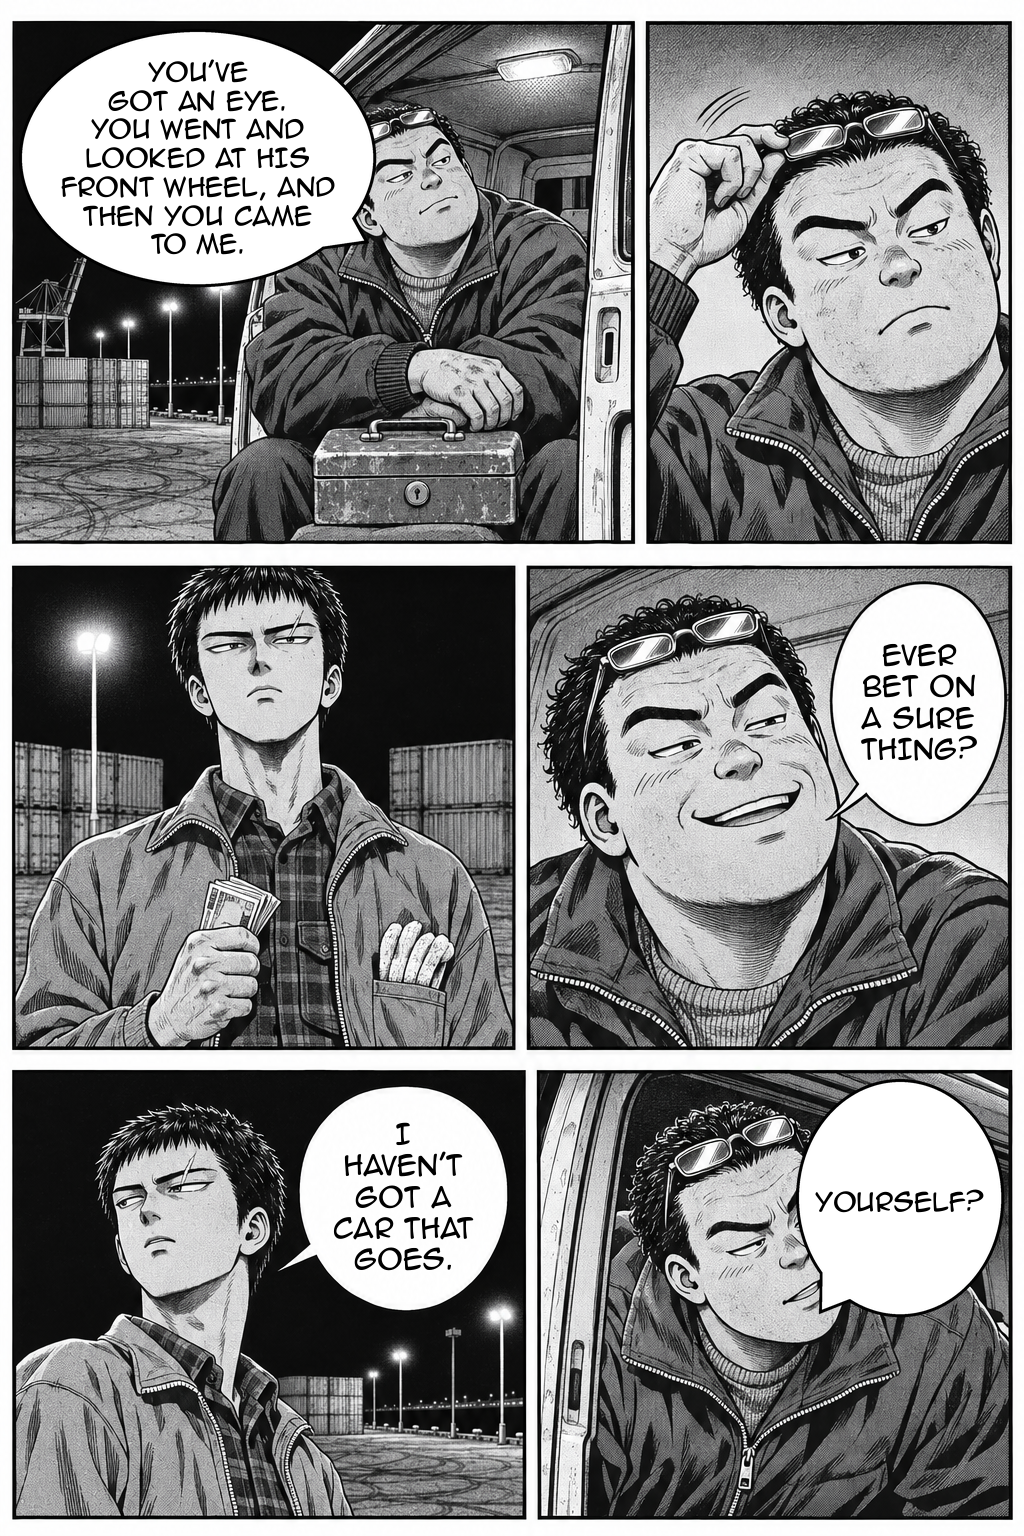 YOU'VE
GOT AN EYE.
YOU WENT AND
LOOKED AT HIS
FRONT WHEEL, AND
THEN YOU CAME
TO ME.
EVER
BET ON
A SURE
THING?
I
HAVEN'T
GOT A
CAR THAT
GOES.
YOURSELF?